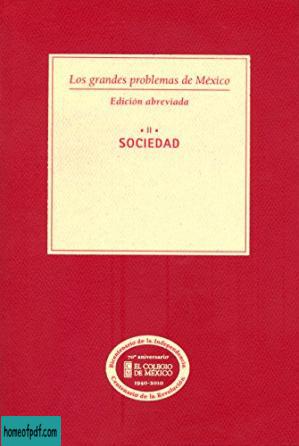 Los grandes problemas de México
Edición abreviada
• II •
SOCIEDAD
Bicentenario de la Independencia
70º aniversario
EL COLEGIO
DE MÉXICO
1940-2010
Centenario de la Revolución
homeofpdf.com